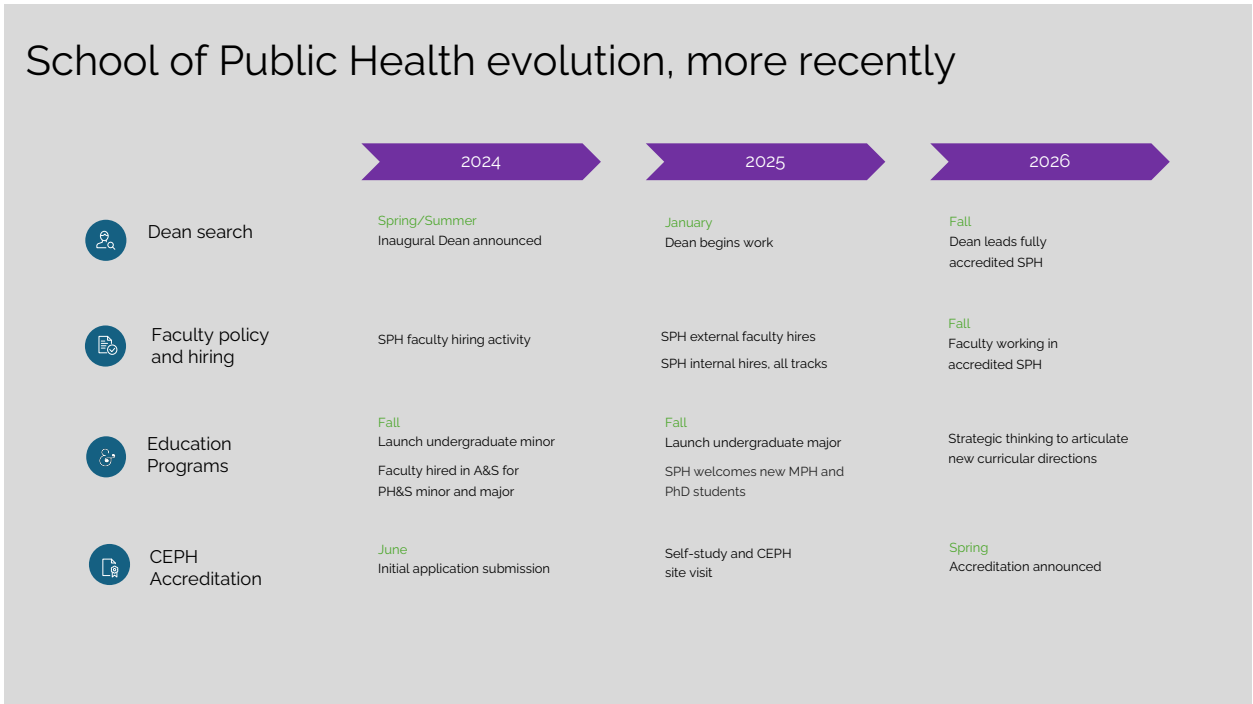 School of Public Health evolution, more recently
2024
2025
2026
Dean search
Spring/Summer
Inaugural Dean announced
January
Dean begins work
Fall
Dean leads fully
accredited SPH
Faculty policy
and hiring
SPH faculty hiring activity
SPH external faculty hires
SPH internal hires, all tracks
Fall
Faculty working in
accredited SPH
Education
Programs
Fall
Launch undergraduate minor
Faculty hired in A&S for
PH&S minor and major
Fall
Launch undergraduate major
SPH welcomes new MPH and
PhD students
Strategic thinking to articulate
new curricular directions
CEPH
Accreditation
June
Initial application submission
Self-study and CEPH
site visit
Spring
Accreditation announced